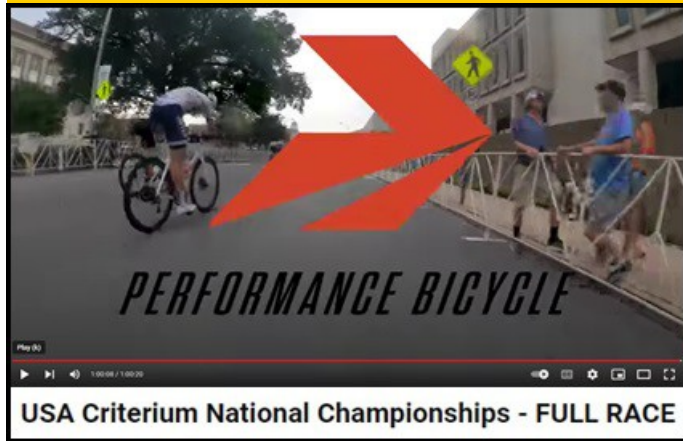 PERFORMANCE BICYCLE
Play (k)
1:00:08 / 1:00:20
USA Criterium National Championships - FULL RACE